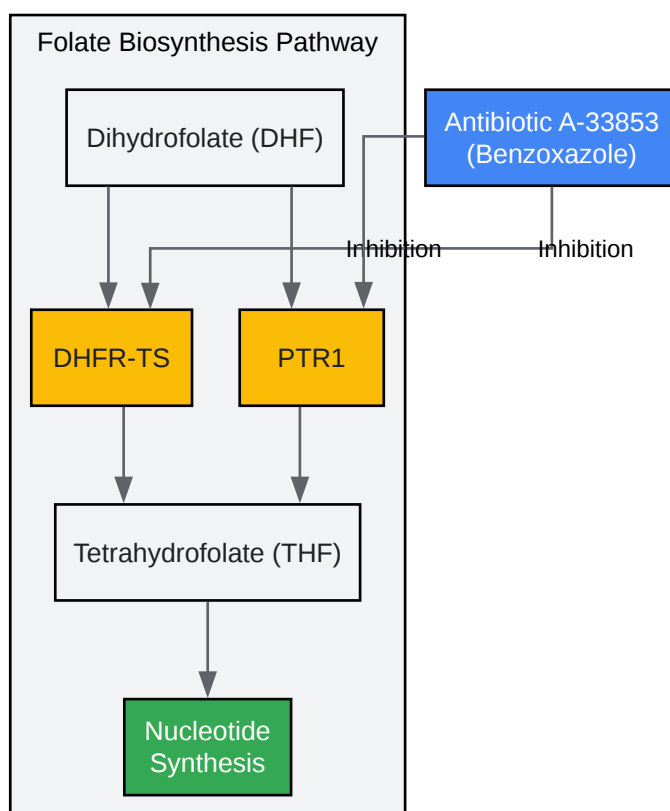 Folate Biosynthesis Pathway
Dihydrofolate (DHF)
Antibiotic A-33853
(Benzoxazole)
Inhibition
Inhibition
DHFR-TS
PTR1
Tetrahydrofolate (THF)
Nucleotide
Synthesis